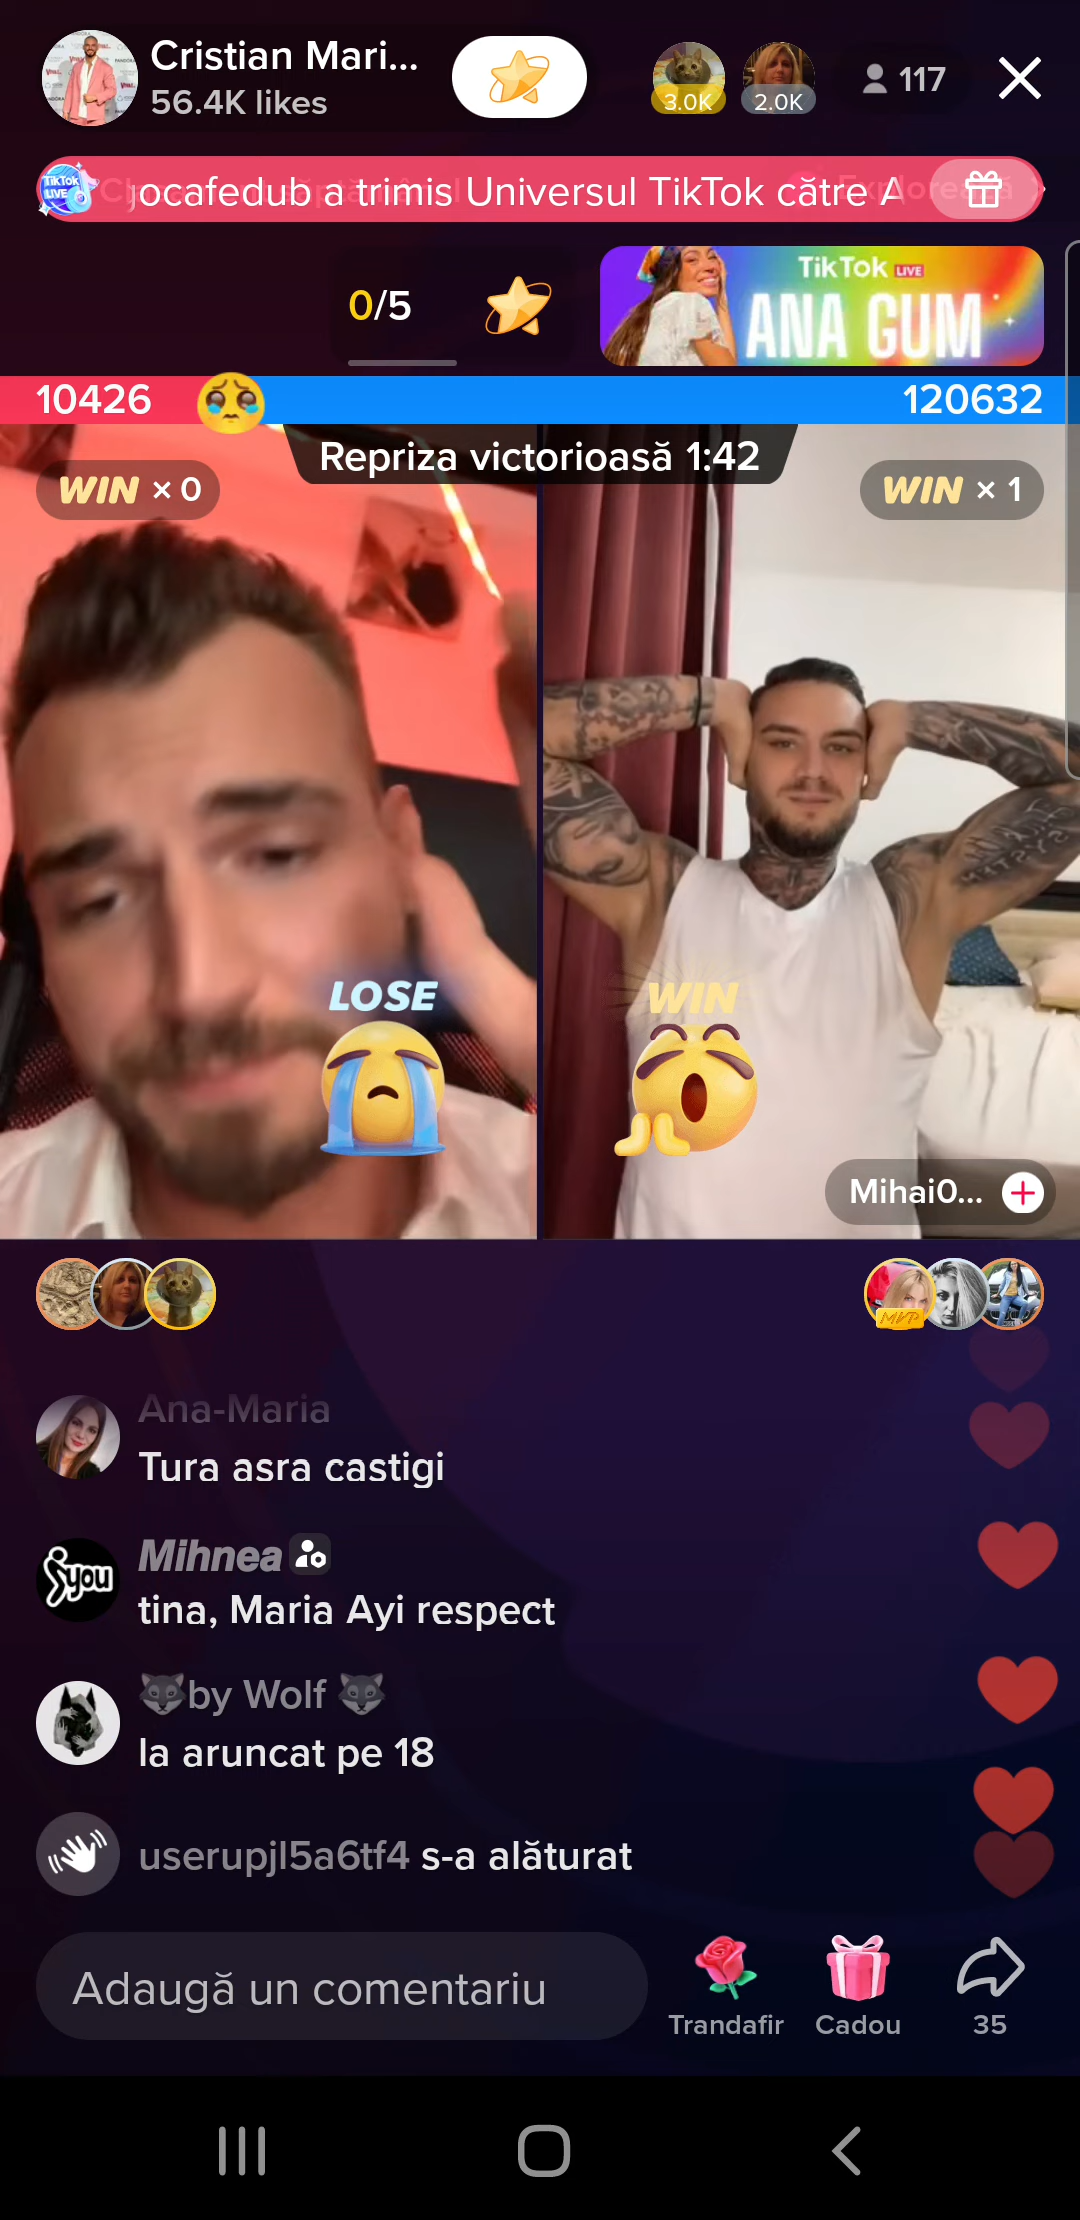 Cristian Mari...
56.4K likes
3.0K
2.0K
117
TikTok
LIVE
jocafedub a trimis Universul TikTok către A
0/5
TikTok LIVE
ANA GUM
10426
120632
Repriza victorioasă 1:42
WIN × 0
WIN × 1
LOSE
WIN
Mihai0...
MVP
Ana-Maria
Tura asra castigi
you
Mihnea
tina, Maria Ayi respect
🐺by Wolf 🐺
la aruncat pe 18
userupjl5a6tf4 s-a alăturat
Adaugă un comentariu
Trandafir
Cadou
35